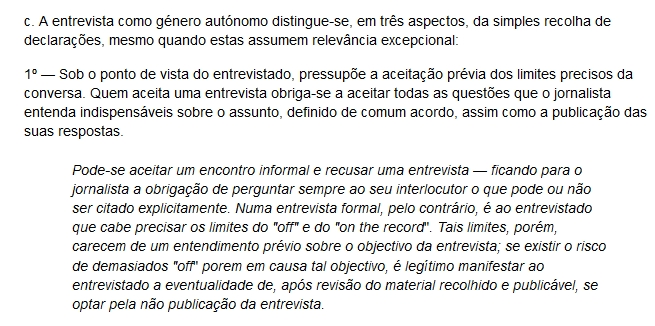 c. A entrevista como género autónomo distingue-se, em três aspectos, da simples recolha de
declarações, mesmo quando estas assumem relevância excepcional:
1º — Sob o ponto de vista do entrevistado, pressupõe a aceitação prévia dos limites precisos da
conversa. Quem aceita uma entrevista obriga-se a aceitar todas as questões que o jornalista
entenda indispensáveis sobre o assunto, definido de comum acordo, assim como a publicação das
suas respostas.
Pode-se aceitar um encontro informal e recusar uma entrevista — ficando para o
jornalista a obrigação de perguntar sempre ao seu interlocutor o que pode ou não
ser citado explicitamente. Numa entrevista formal, pelo contrário, é ao entrevistado
que cabe precisar os limites do "off" e do "on the record". Tais limites, porém,
carecem de um entendimento prévio sobre o objectivo da entrevista; se existir o risco
de demasiados "off" porem em causa tal objectivo, é legítimo manifestar ao
entrevistado a eventualidade de, após revisão do material recolhido e publicável, se
optar pela não publicação da entrevista.